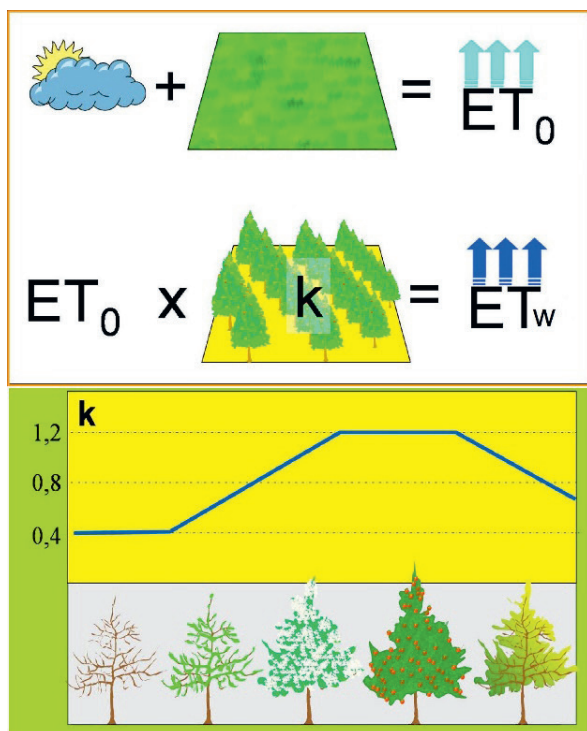 + = ET0
ET0 x k = ETw
k
1,2
0,8
0,4